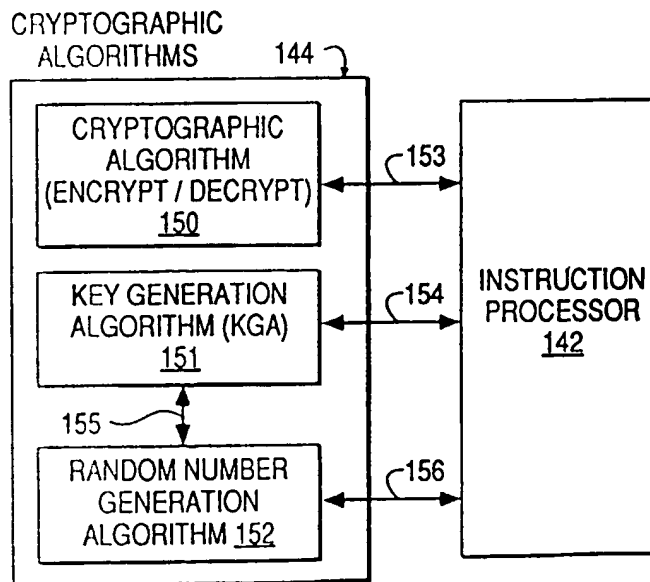 CRYPTOGRAPHIC
ALGORITHMS
144
CRYPTOGRAPHIC
ALGORITHM
(ENCRYPT / DECRYPT)
150
153
KEY GENERATION
ALGORITHM (KGA)
151
154
INSTRUCTION
PROCESSOR
142
155
RANDOM NUMBER
GENERATION
ALGORITHM 152
156